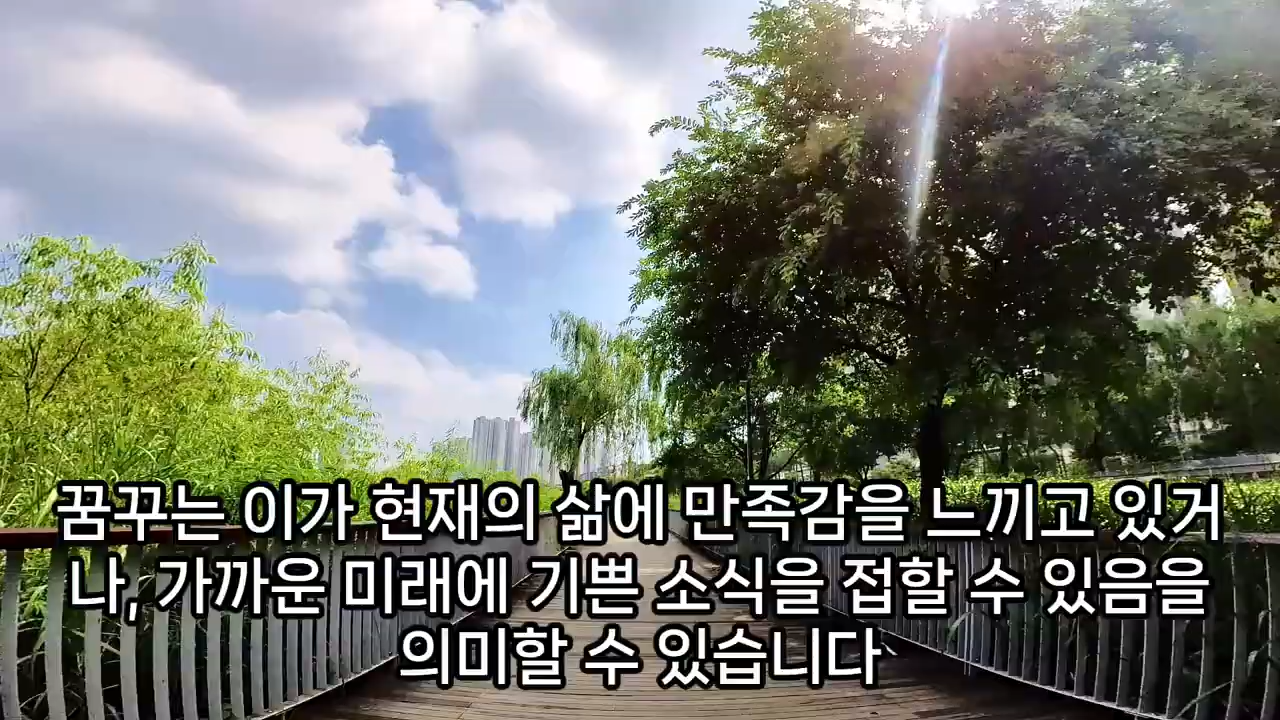 꿈꾸는 이가 현재의 삶에 만족감을 느끼고 있거
나, 가까운 미래에 기쁜 소식을 접할 수 있음을
의미할 수 있습니다